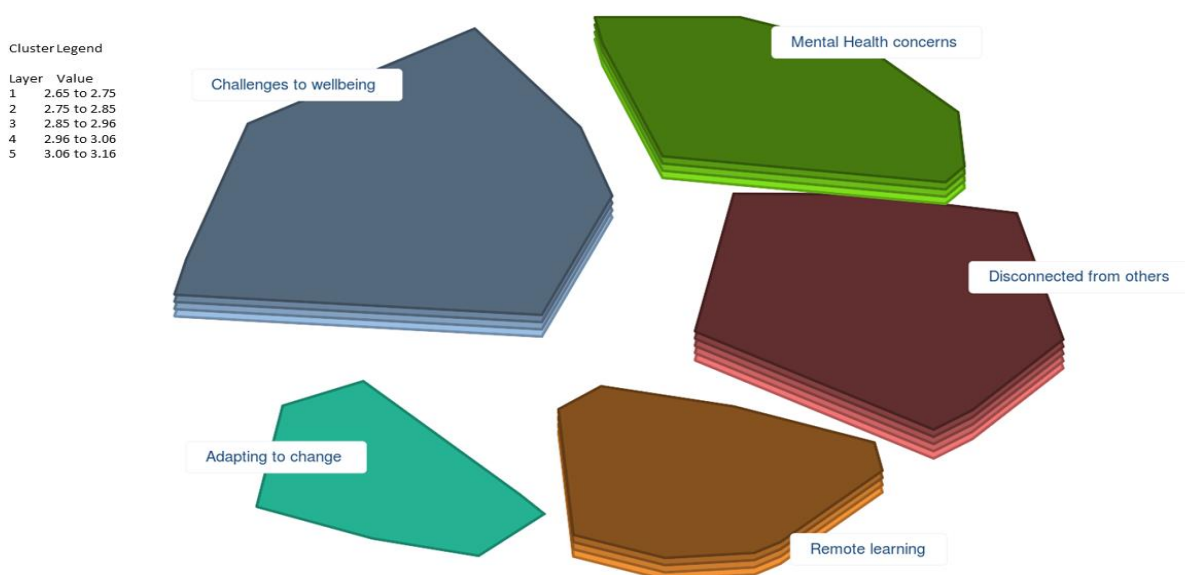 Cluster Legend
Layer Value
1 2.65 to 2.75
2 2.75 to 2.85
3 2.85 to 2.96
4 2.96 to 3.06
5 3.06 to 3.16
Mental Health concerns
Challenges to wellbeing
Disconnected from others
Adapting to change
Remote learning